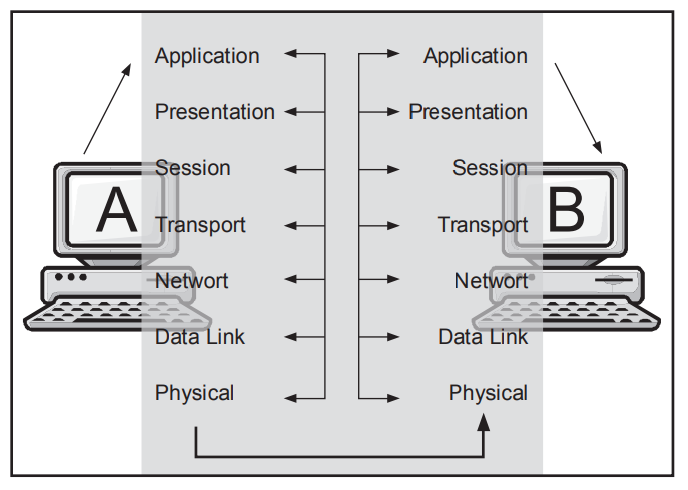 Application Application
Presentation Presentation
Session Session
A B
Transport Transport
Networt Networt
Data Link Data Link
Physical Physical